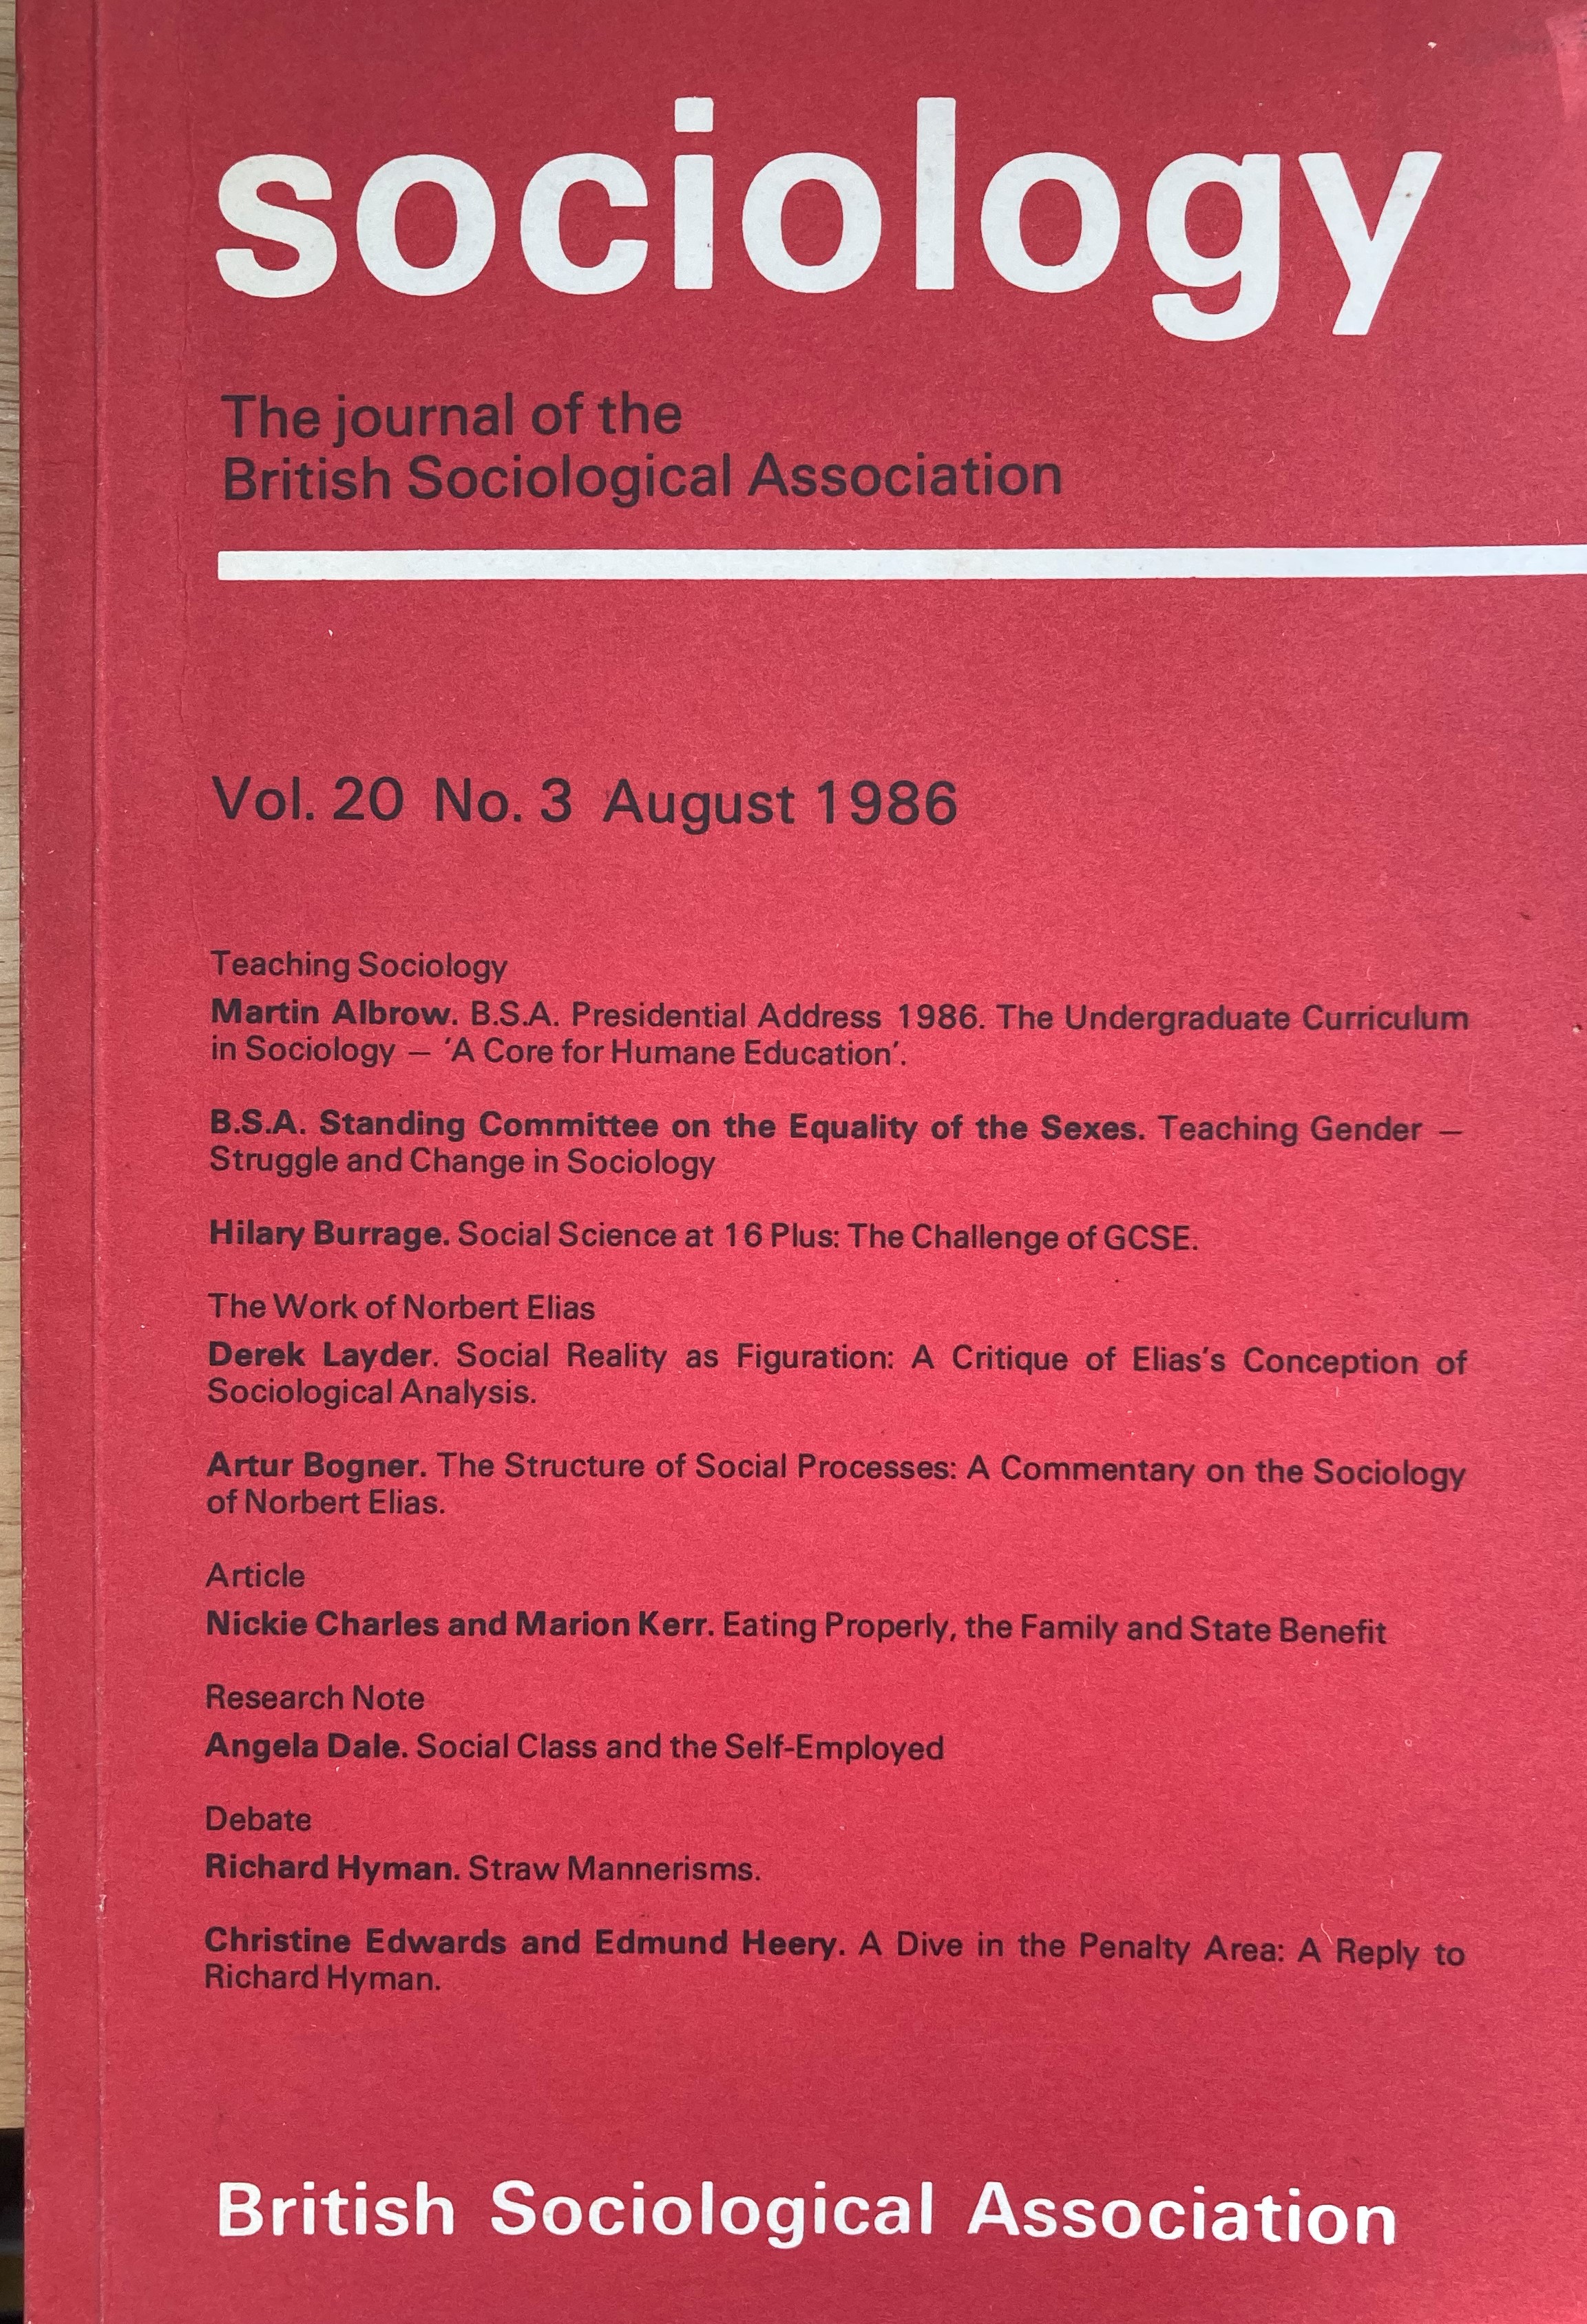 sociology
The journal of the
British Sociological Association
Vol. 20 No. 3 August 1986
Teaching Sociology
Martin Albrow. B.S.A. Presidential Address 1986. The Undergraduate Curriculum
in Sociology — ‘A Core for Humane Education’.
B.S.A. Standing Committee on the Equality of the Sexes. Teaching Gender —
Struggle and Change in Sociology
Hilary Burrage. Social Science at 16 Plus: The Challenge of GCSE.
The Work of Norbert Elias
Derek Layder. Social Reality as Figuration: A Critique of Elias’s Conception of
Sociological Analysis.
Artur Bogner. The Structure of Social Processes: A Commentary on the Sociology
of Norbert Elias.
Article
Nickie Charles and Marion Kerr. Eating Properly, the Family and State Benefit
Research Note
Angela Dale. Social Class and the Self-Employed
Debate
Richard Hyman. Straw Mannerisms.
Christine Edwards and Edmund Heery. A Dive in the Penalty Area: A Reply to
Richard Hyman.
British Sociological Association